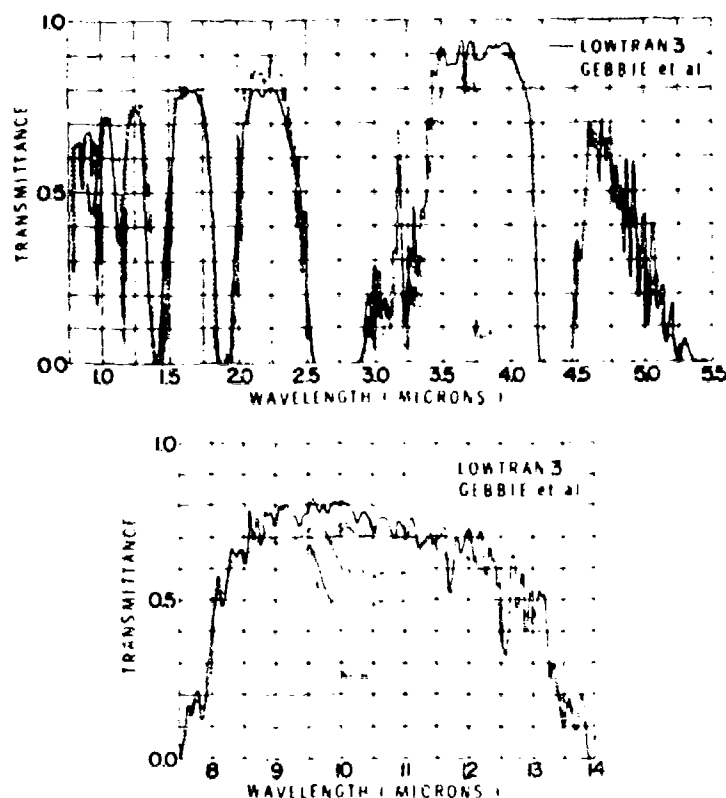 LOWTRAN 3
GEBBIE et al
TRANSMITTANCE
1.0
0.5
0.0
1.0 1.5 2.0 2.5 3.0 3.5 4.0 4.5 5.0 5.5
WAVELENGTH ( MICRONS )
LOWTRAN 3
GEBBIE et al
TRANSMITTANCE
1.0
0.5
0.0
8 9 10 11 12 13 14
WAVELENGTH ( MICRONS )